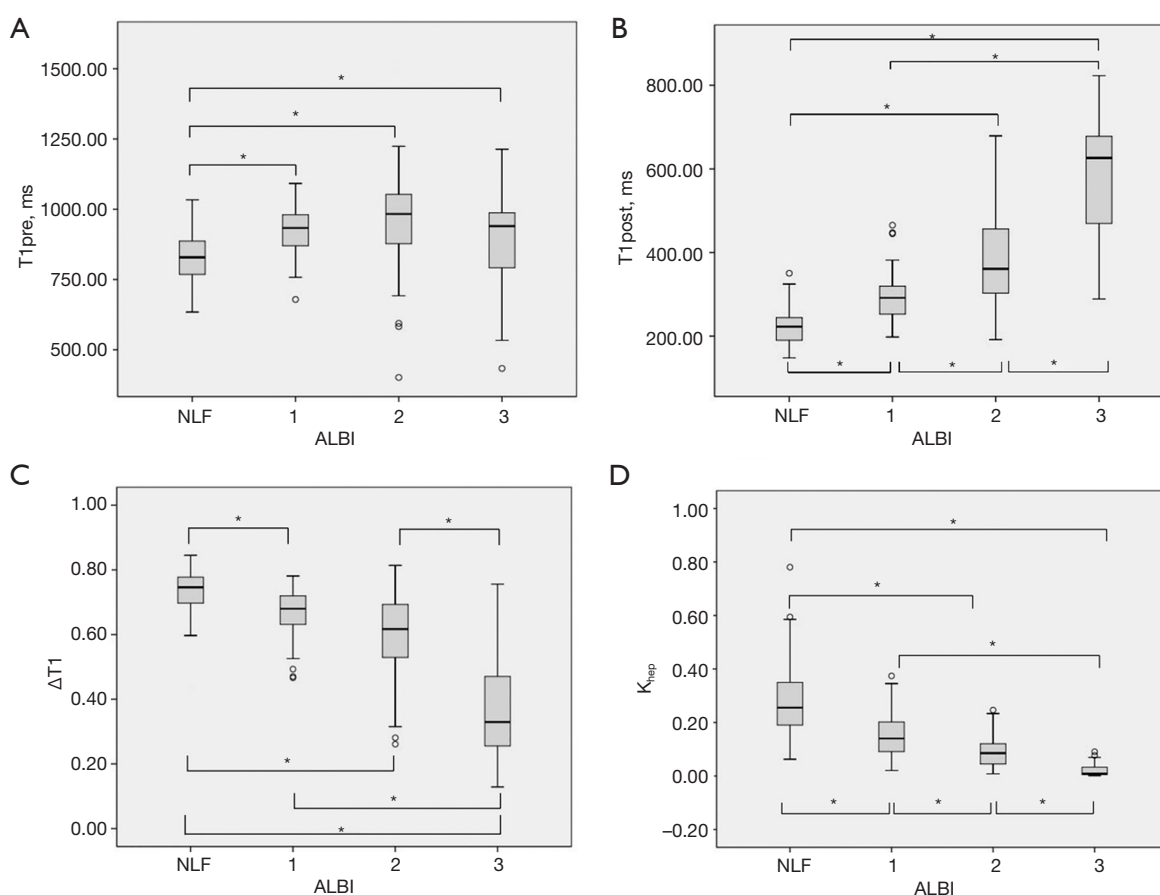 A
T1pre, ms
1500.00
1250.00
1000.00
750.00
500.00
*
*
*
NLF 1 2 3
ALBI
B
T1post, ms
800.00
600.00
400.00
200.00
*
*
*
* * *
NLF 1 2 3
ALBI
C
ΔT1
1.00
0.80
0.60
0.40
0.20
0.00
* *
*
*
*
NLF 1 2 3
ALBI
D
Khep
1.00
0.80
0.60
0.40
0.20
0.00
−0.20
*
*
*
* * *
NLF 1 2 3
ALBI